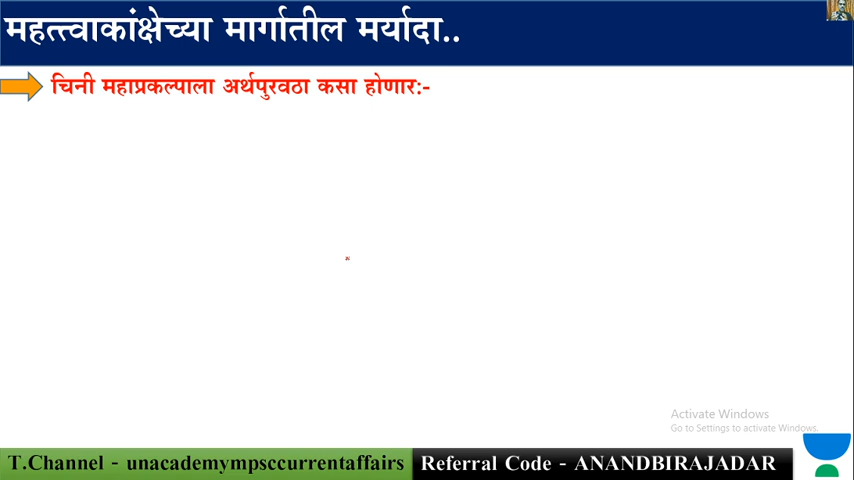 महत्त्वाकांक्षेच्या मार्गातील मर्यादा..
चिनी महाप्रकल्पाला अर्थपुरवठा कसा होणार:-
Activate Windows
Go to Settings to activate Windows.
T.Channel - unacademympsccurrentaffairs
Referral Code - ANANDBIRAJADAR